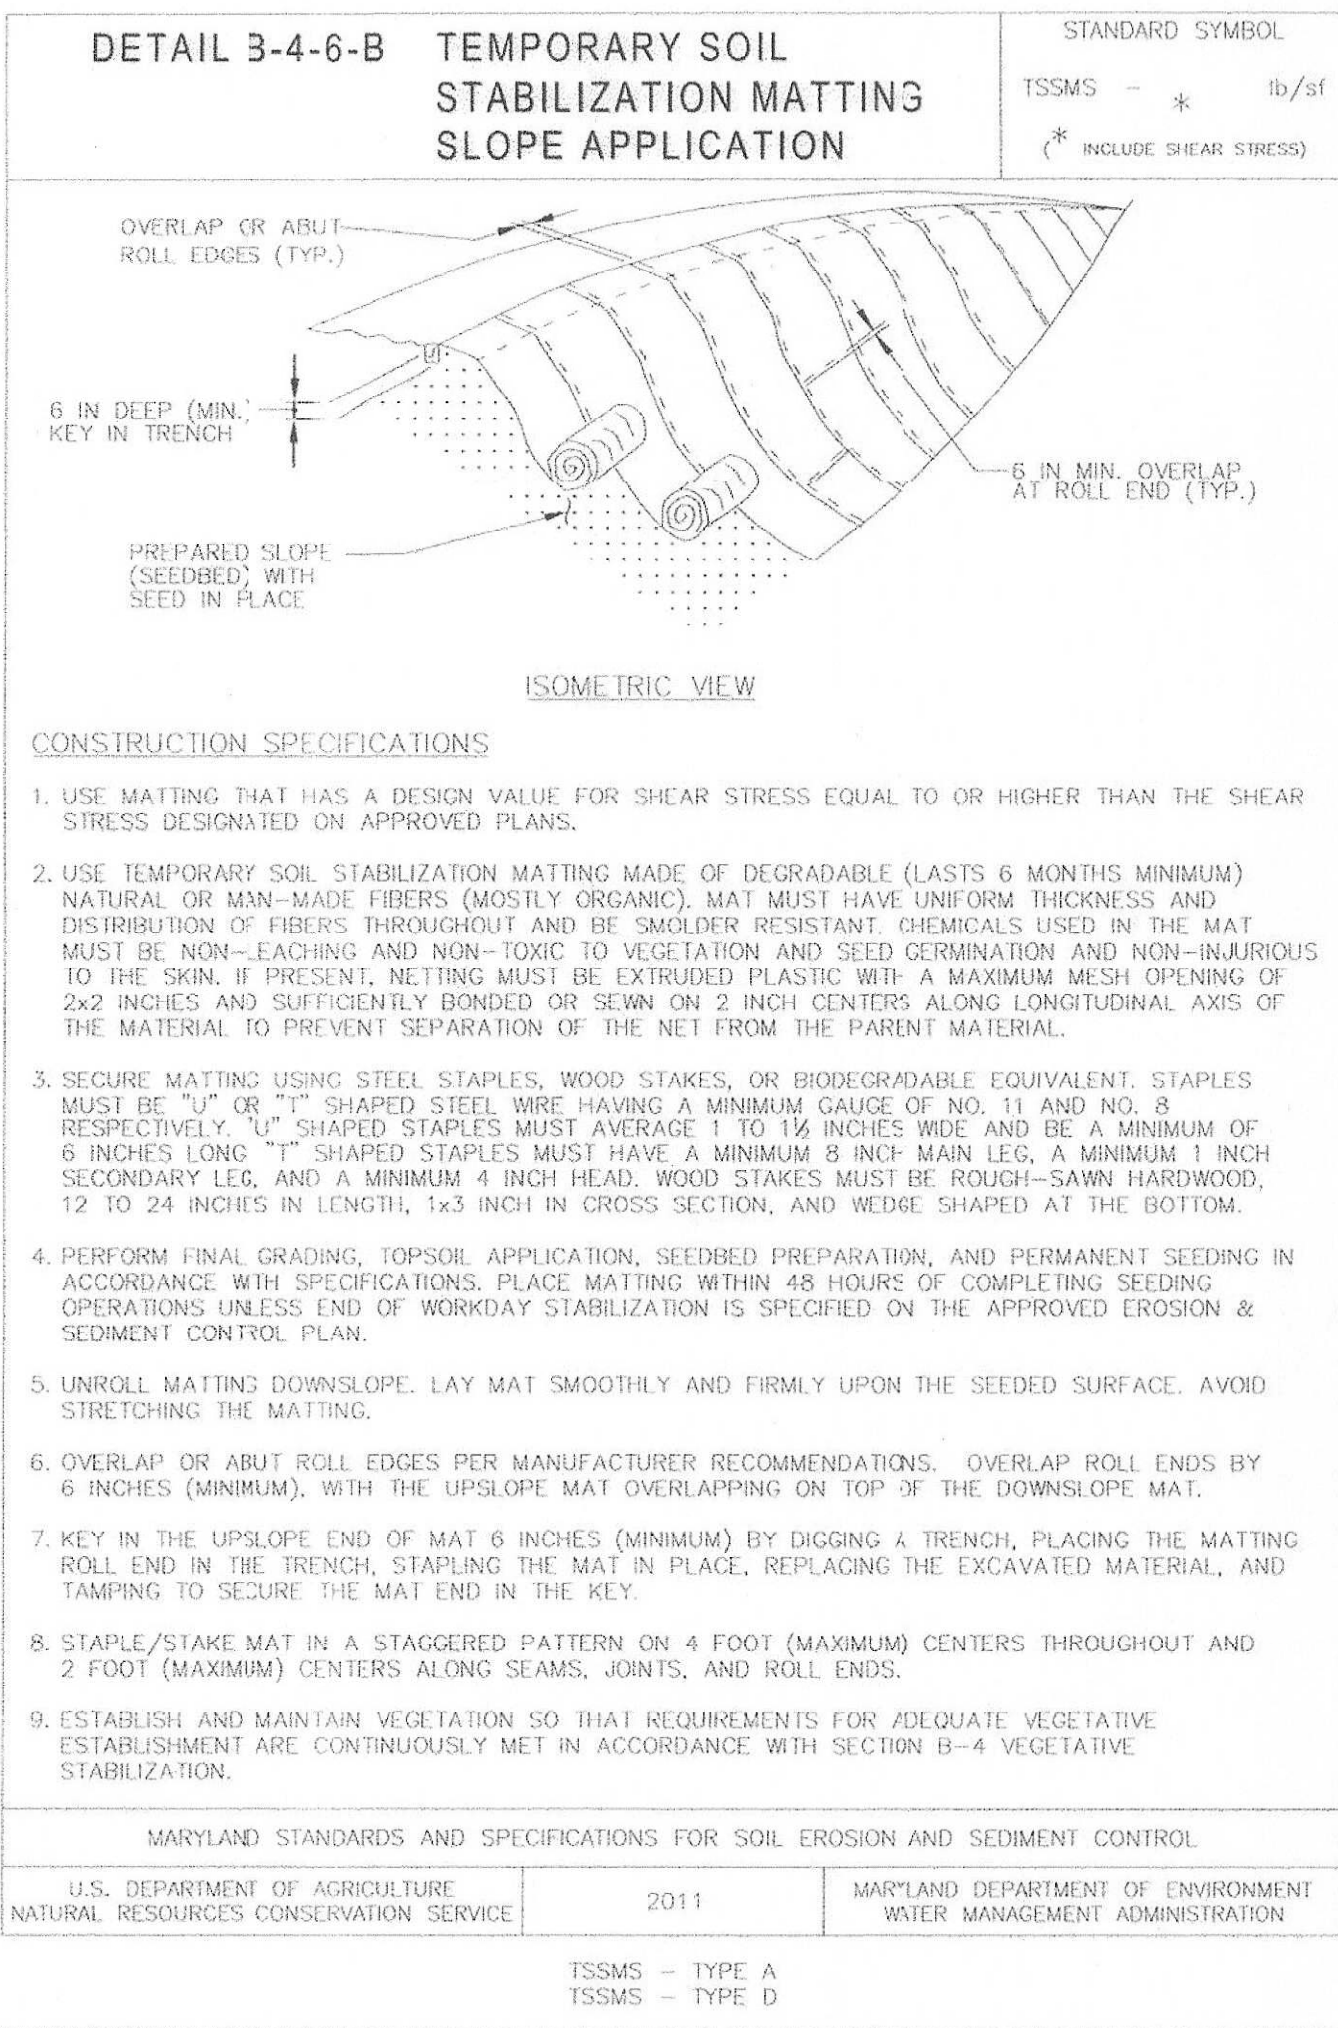 DETAIL B-4-6-B TEMPORARY SOIL
STABILIZATION MATTING
SLOPE APPLICATION
STANDARD SYMBOL
TSSMS - * lb/sf
(* INCLUDE SHEAR STRESS)
OVERLAP OR ABUT
ROLL EDGES (TYP.)
6 IN DEEP (MIN.)
KEY IN TRENCH
6 IN MIN. OVERLAP
AT ROLL END (TYP.)
PREPARED SLOPE
(SEEDBED) WITH
SEED IN PLACE
ISOMETRIC VIEW
CONSTRUCTION SPECIFICATIONS
1. USE MATTING THAT HAS A DESIGN VALUE FOR SHEAR STRESS EQUAL TO OR HIGHER THAN THE SHEAR
STRESS DESIGNATED ON APPROVED PLANS.
2. USE TEMPORARY SOIL STABILIZATION MATTING MADE OF DEGRADABLE (LASTS 6 MONTHS MINIMUM)
NATURAL OR MAN-MADE FIBERS (MOSTLY ORGANIC). MAT MUST HAVE UNIFORM THICKNESS AND
DISTRIBUTION OF FIBERS THROUGHOUT AND BE SMOLDER RESISTANT. CHEMICALS USED IN THE MAT
MUST BE NON-LEACHING AND NON-TOXIC TO VEGETATION AND SEED GERMINATION AND NON-INJURIOUS
TO THE SKIN. IF PRESENT, NETTING MUST BE EXTRUDED PLASTIC WITH A MAXIMUM MESH OPENING OF
2x2 INCHES AND SUFFICIENTLY BONDED OR SEWN ON 2 INCH CENTERS ALONG LONGITUDINAL AXIS OF
THE MATERIAL TO PREVENT SEPARATION OF THE NET FROM THE PARENT MATERIAL.
3. SECURE MATTING USING STEEL STAPLES, WOOD STAKES, OR BIODEGRADABLE EQUIVALENT. STAPLES
MUST BE "U" OR "T" SHAPED STEEL WIRE HAVING A MINIMUM GAUGE OF NO. 11 AND NO. 8
RESPECTIVELY. "U" SHAPED STAPLES MUST AVERAGE 1 TO 1½ INCHES WIDE AND BE A MINIMUM OF
6 INCHES LONG "T" SHAPED STAPLES MUST HAVE A MINIMUM 8 INCH MAIN LEG, A MINIMUM 1 INCH
SECONDARY LEG, AND A MINIMUM 4 INCH HEAD. WOOD STAKES MUST BE ROUGH-SAWN HARDWOOD,
12 TO 24 INCHES IN LENGTH, 1x3 INCH IN CROSS SECTION, AND WEDGE SHAPED AT THE BOTTOM.
4. PERFORM FINAL GRADING, TOPSOIL APPLICATION, SEEDBED PREPARATION, AND PERMANENT SEEDING IN
ACCORDANCE WITH SPECIFICATIONS. PLACE MATTING WITHIN 48 HOURS OF COMPLETING SEEDING
OPERATIONS UNLESS END OF WORKDAY STABILIZATION IS SPECIFIED ON THE APPROVED EROSION &
SEDIMENT CONTROL PLAN.
5. UNROLL MATTING DOWNSLOPE. LAY MAT SMOOTHLY AND FIRMLY UPON THE SEEDED SURFACE. AVOID
STRETCHING THE MATTING.
6. OVERLAP OR ABUT ROLL EDGES PER MANUFACTURER RECOMMENDATIONS. OVERLAP ROLL ENDS BY
6 INCHES (MINIMUM), WITH THE UPSLOPE MAT OVERLAPPING ON TOP OF THE DOWNSLOPE MAT.
7. KEY IN THE UPSLOPE END OF MAT 6 INCHES (MINIMUM) BY DIGGING A TRENCH, PLACING THE MATTING
ROLL END IN THE TRENCH, STAPLING THE MAT IN PLACE, REPLACING THE EXCAVATED MATERIAL, AND
TAMPING TO SECURE THE MAT END IN THE KEY.
8. STAPLE/STAKE MAT IN A STAGGERED PATTERN ON 4 FOOT (MAXIMUM) CENTERS THROUGHOUT AND
2 FOOT (MAXIMUM) CENTERS ALONG SEAMS, JOINTS, AND ROLL ENDS.
9. ESTABLISH AND MAINTAIN VEGETATION SO THAT REQUIREMENTS FOR ADEQUATE VEGETATIVE
ESTABLISHMENT ARE CONTINUOUSLY MET IN ACCORDANCE WITH SECTION B-4 VEGETATIVE
STABILIZATION.
MARYLAND STANDARDS AND SPECIFICATIONS FOR SOIL EROSION AND SEDIMENT CONTROL
U.S. DEPARTMENT OF AGRICULTURE
NATURAL RESOURCES CONSERVATION SERVICE
2011
MARYLAND DEPARTMENT OF ENVIRONMENT
WATER MANAGEMENT ADMINISTRATION
TSSMS - TYPE A
TSSMS - TYPE D